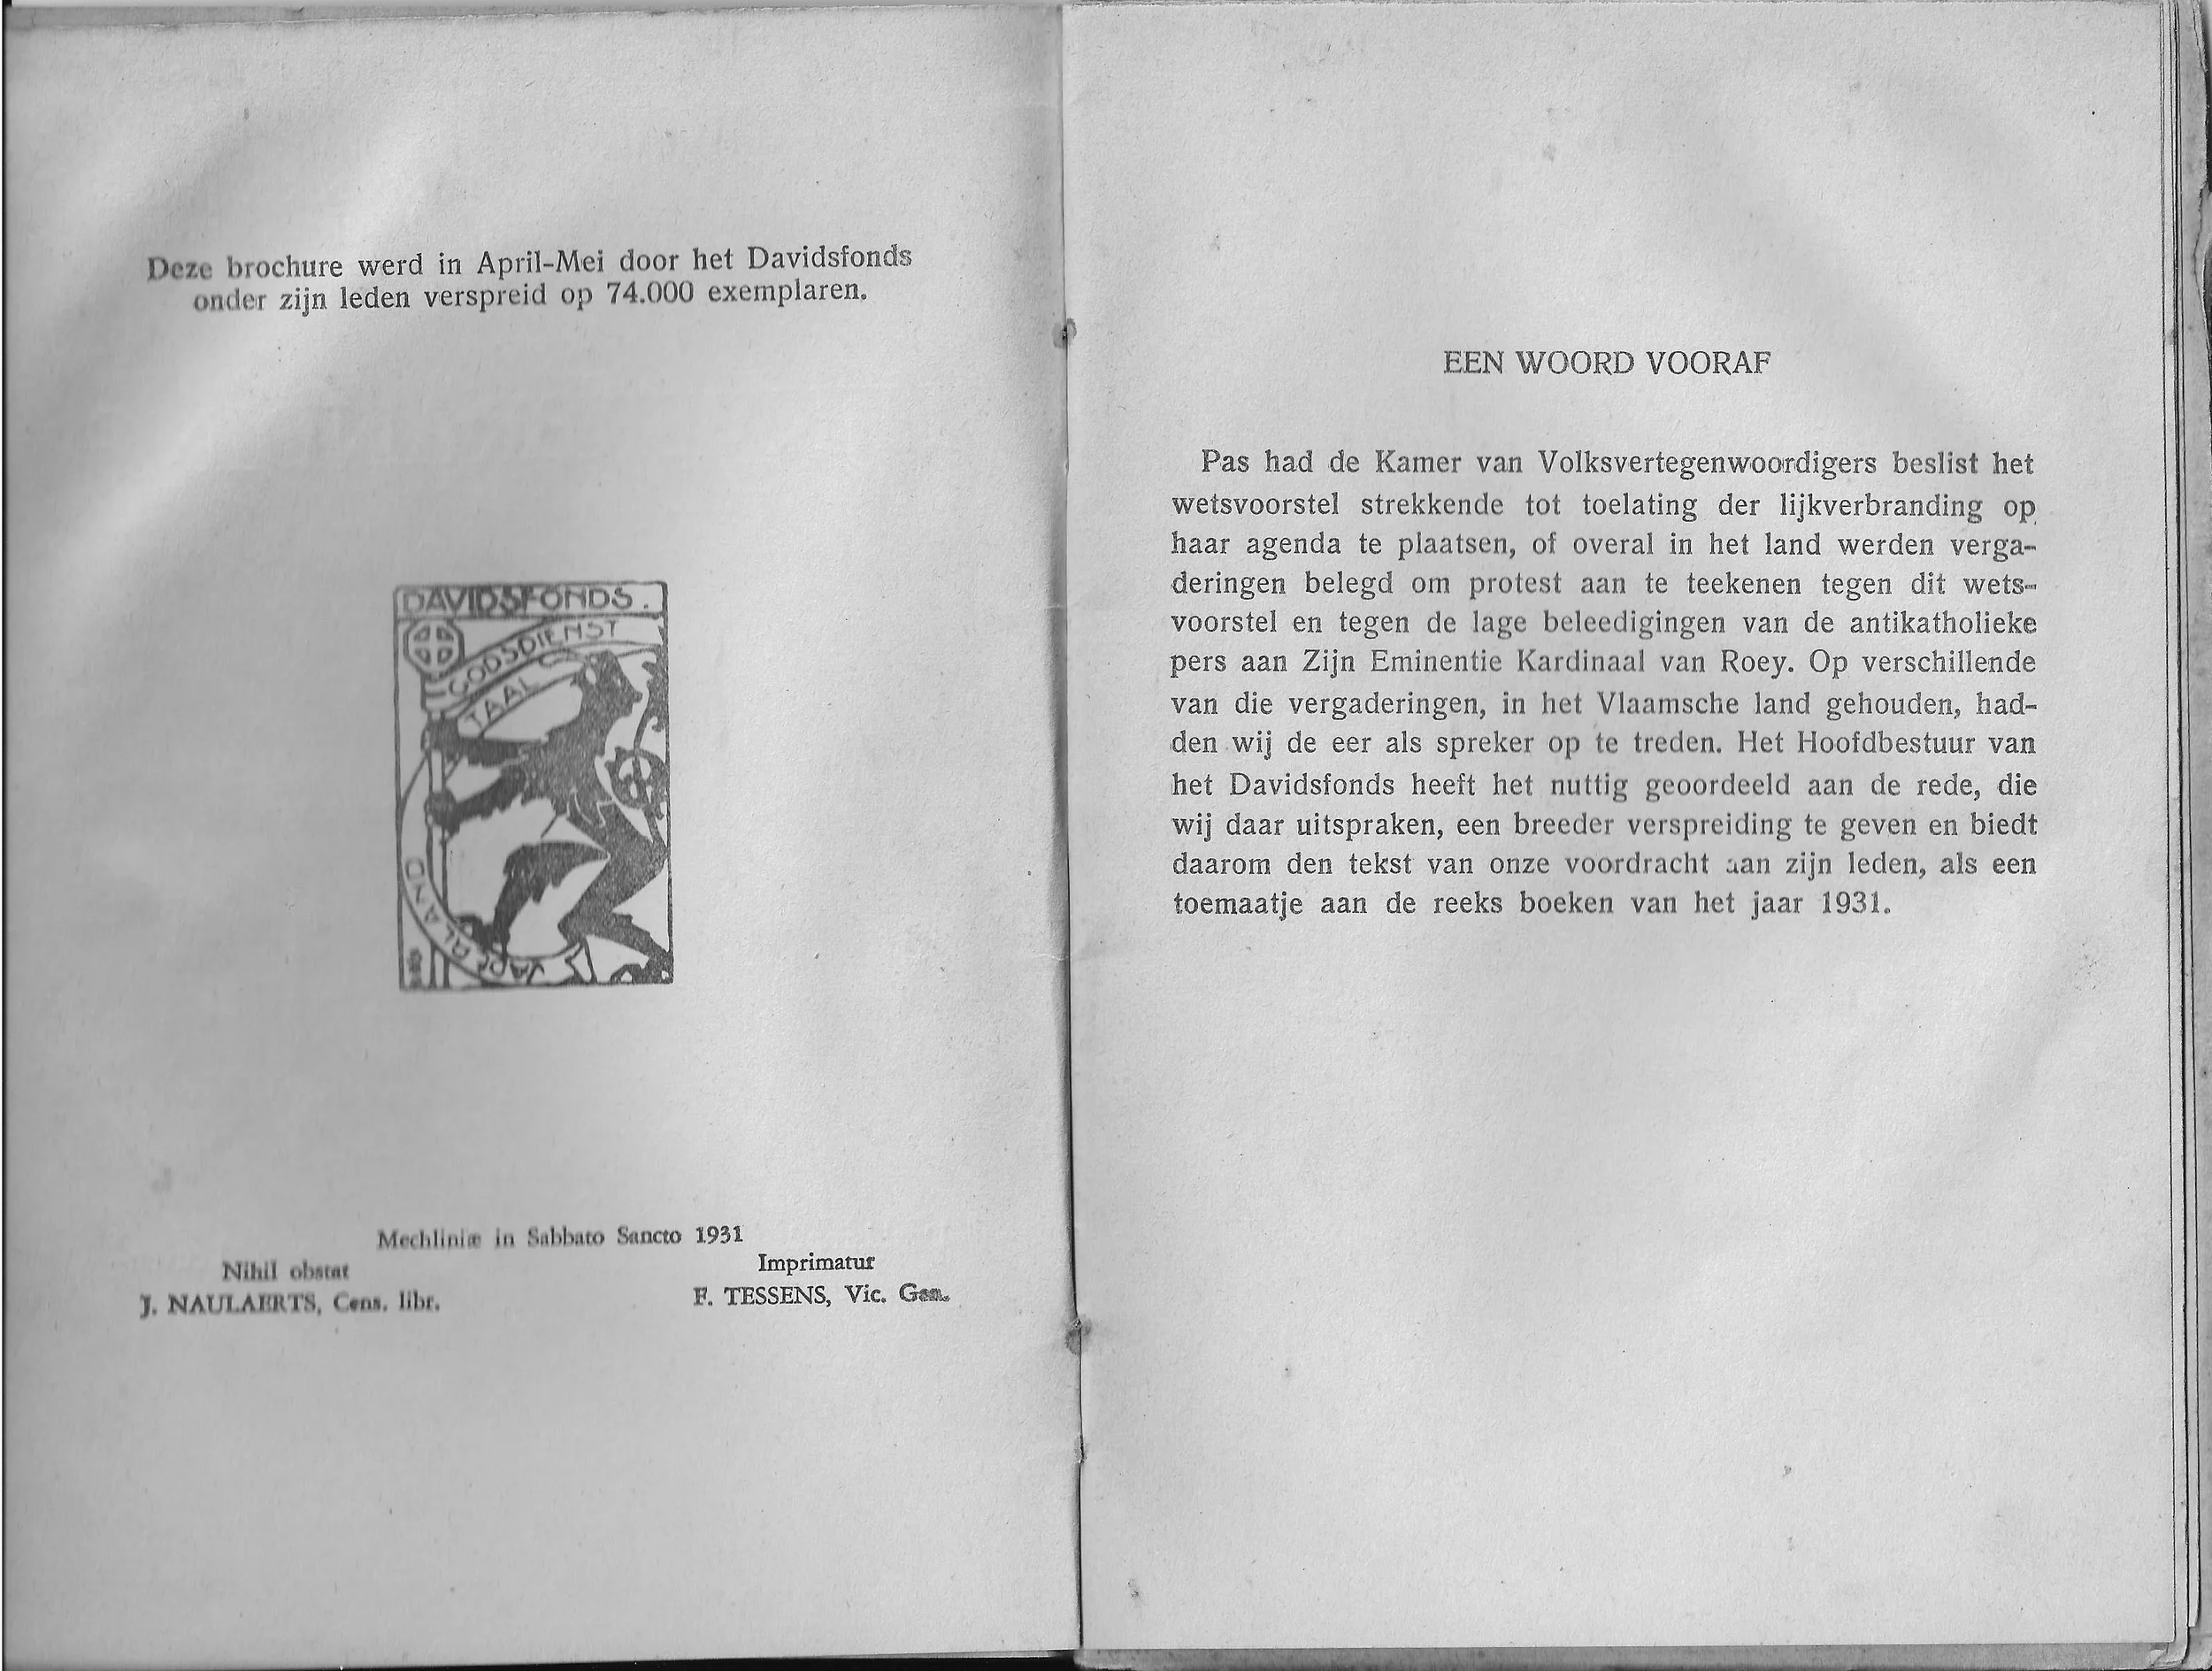 Deze brochure werd in April-Mei door het Davidsfonds
onder zijn leden verspreid op 74.000 exemplaren.
DAVIDSFONDS.
GODSDIENST
TAAL
VADERLAND
Mechliniæ in Sabbato Sancto 1931
Nihil obstat
J. NAULAERTS, Cens. libr.
Imprimatur
F. TESSENS, Vic. Gen.
EEN WOORD VOORAF
Pas had de Kamer van Volksvertegenwoordigers beslist het
wetsvoorstel strekkende tot toelating der lijkverbranding op
haar agenda te plaatsen, of overal in het land werden verga-
deringen belegd om protest aan te teekenen tegen dit wets-
voorstel en tegen de lage beleedigingen van de antikatholieke
pers aan Zijn Eminentie Kardinaal van Roey. Op verschillende
van die vergaderingen, in het Vlaamsche land gehouden, had-
den wij de eer als spreker op te treden. Het Hoofdbestuur van
het Davidsfonds heeft het nuttig geoordeeld aan de rede, die
wij daar uitspraken, een breeder verspreiding te geven en biedt
daarom den tekst van onze voordracht aan zijn leden, als een
toemaatje aan de reeks boeken van het jaar 1931.